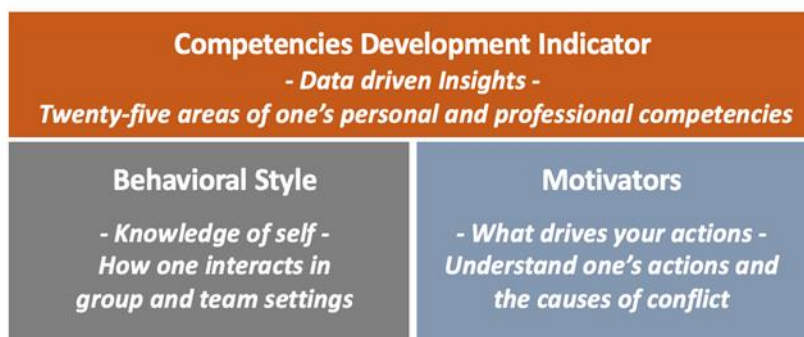 Competencies Development Indicator
- Data driven Insights -
Twenty-five areas of one’s personal and professional competencies
Behavioral Style
- Knowledge of self -
How one interacts in
group and team settings
Motivators
- What drives your actions -
Understand one’s actions and
the causes of conflict